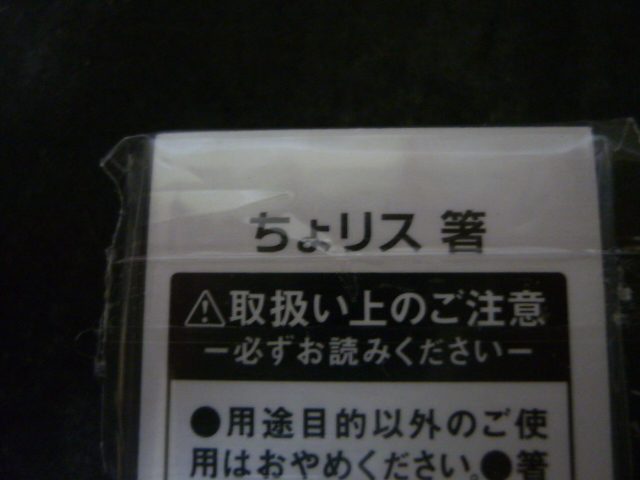 ちょリス 箸
⚠取扱い上のご注意
ー必ずお読みくださいー
●用途目的以外のご使
用はおやめください。●箸